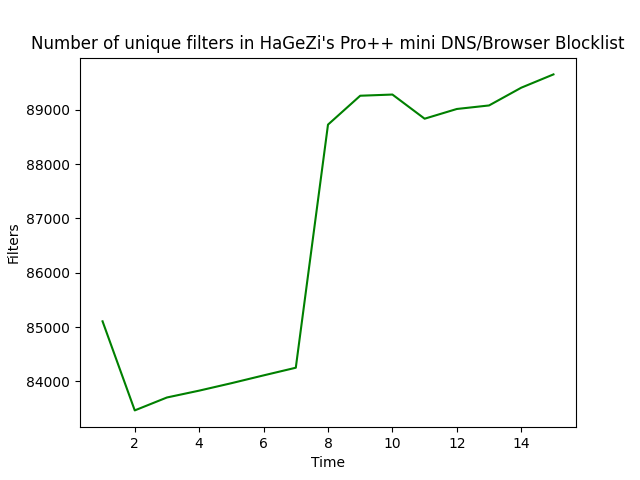 Number of unique filters in HaGeZi's Pro++ mini DNS/Browser Blocklist
89000
88000
87000
86000
85000
84000
Filters
2 4 6 8 10 12 14
Time